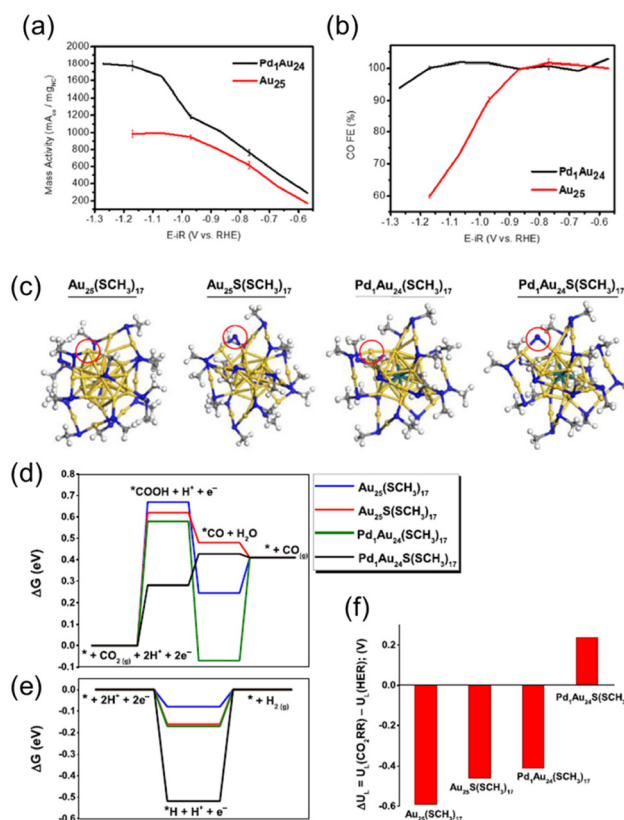 (a)
1800
1600
1400
1200
1000
800
600
400
200
Mass Activity (mA_co / mg_NC)
Pd₁Au₂₄
Au₂₅
-1.3 -1.2 -1.1 -1.0 -0.9 -0.8 -0.7 -0.6
E-iR (V vs. RHE)
(b)
100
90
80
70
60
CO FE (%)
Pd₁Au₂₄
Au₂₅
-1.3 -1.2 -1.1 -1.0 -0.9 -0.8 -0.7 -0.6
E-iR (V vs. RHE)
(c)
Au₂₅(SCH₃)₁₇
Au₂₅S(SCH₃)₁₇
Pd₁Au₂₄(SCH₃)₁₇
Pd₁Au₂₄S(SCH₃)₁₇
(d)
0.8
0.7
0.6
0.5
0.4
0.3
0.2
0.1
0.0
-0.1
ΔG (eV)
*COOH + H⁺ + e⁻
*CO + H₂O
* + CO₍g₎
* + CO₂ ₍g₎ + 2H⁺ + 2e⁻
Au₂₅(SCH₃)₁₇
Au₂₅S(SCH₃)₁₇
Pd₁Au₂₄(SCH₃)₁₇
Pd₁Au₂₄S(SCH₃)₁₇
(e)
0.0
-0.1
-0.2
-0.3
-0.4
-0.5
-0.6
ΔG (eV)
* + 2H⁺ + 2e⁻
* + H₂ ₍g₎
*H + H⁺ + e⁻
(f)
0.2
0.0
-0.2
-0.4
-0.6
ΔU_L = U_L(CO₂RR) − U_L(HER); (V)
Pd₁Au₂₄S(SCH₃)₁₇
Pd₁Au₂₄(SCH₃)₁₇
Au₂₅S(SCH₃)₁₇
Au₂₅(SCH₃)₁₇